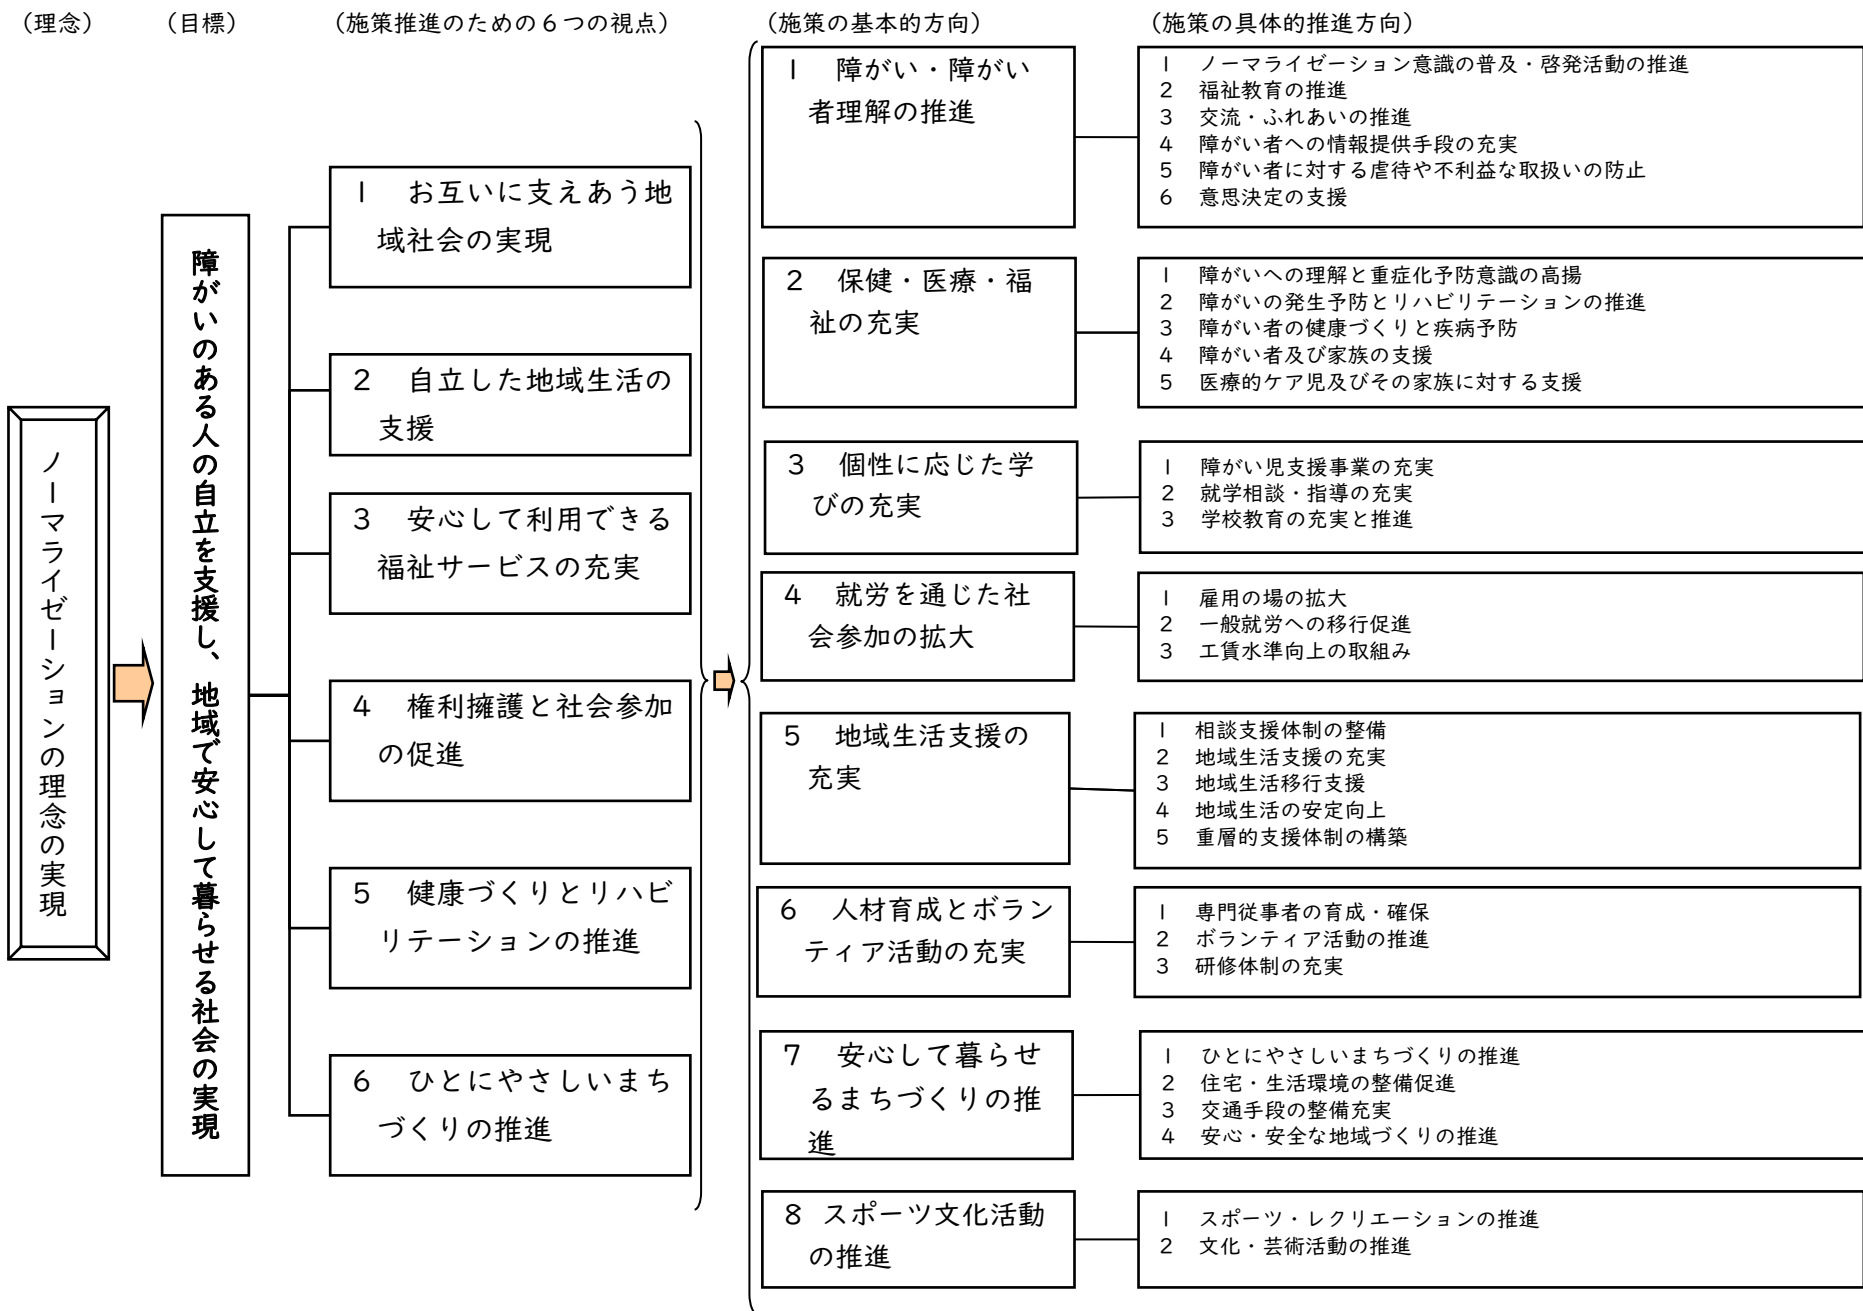 （理念）
（目標）
（施策推進のための６つの視点）
（施策の基本的方向）
（施策の具体的推進方向）
ノーマライゼーションの理念の実現
障がいのある人の自立を支援し、地域で安心して暮らせる社会の実現
１　お互いに支えあう地
域社会の実現
２　自立した地域生活の
支援
３　安心して利用できる
福祉サービスの充実
４　権利擁護と社会参加
の促進
５　健康づくりとリハビ
リテーションの推進
６　ひとにやさしいまち
づくりの推進
１　障がい・障がい
者理解の推進
１　ノーマライゼーション意識の普及・啓発活動の推進
２　福祉教育の推進
３　交流・ふれあいの推進
４　障がい者への情報提供手段の充実
５　障がい者に対する虐待や不利益な取扱いの防止
６　意思決定の支援
２　保健・医療・福
祉の充実
１　障がいへの理解と重症化予防意識の高揚
２　障がいの発生予防とリハビリテーションの推進
３　障がい者の健康づくりと疾病予防
４　障がい者及び家族の支援
５　医療的ケア児及びその家族に対する支援
３　個性に応じた学
びの充実
１　障がい児支援事業の充実
２　就学相談・指導の充実
３　学校教育の充実と推進
４　就労を通じた社
会参加の拡大
１　雇用の場の拡大
２　一般就労への移行促進
３　工賃水準向上の取組み
５　地域生活支援の
充実
１　相談支援体制の整備
２　地域生活支援の充実
３　地域生活移行支援
４　地域生活の安定向上
５　重層的支援体制の構築
６　人材育成とボラン
ティア活動の充実
１　専門従事者の育成・確保
２　ボランティア活動の推進
３　研修体制の充実
７　安心して暮らせ
るまちづくりの推
進
１　ひとにやさしいまちづくりの推進
２　住宅・生活環境の整備促進
３　交通手段の整備充実
４　安心・安全な地域づくりの推進
８ スポーツ文化活動
の推進
１　スポーツ・レクリエーションの推進
２　文化・芸術活動の推進